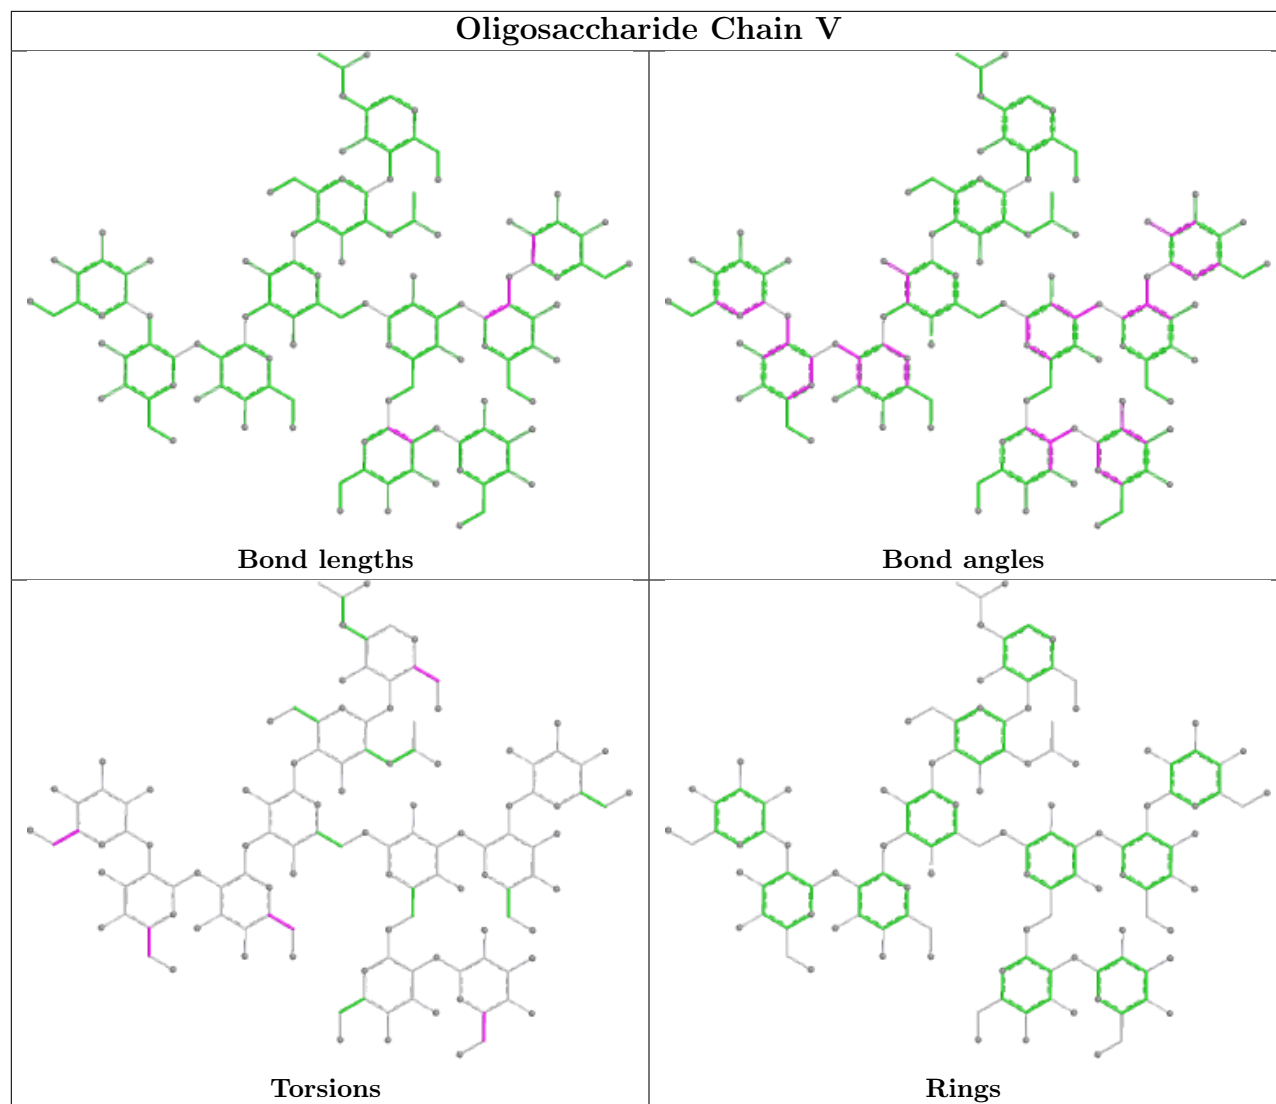 Oligosaccharide Chain V
Bond lengths
Bond angles
Torsions
Rings